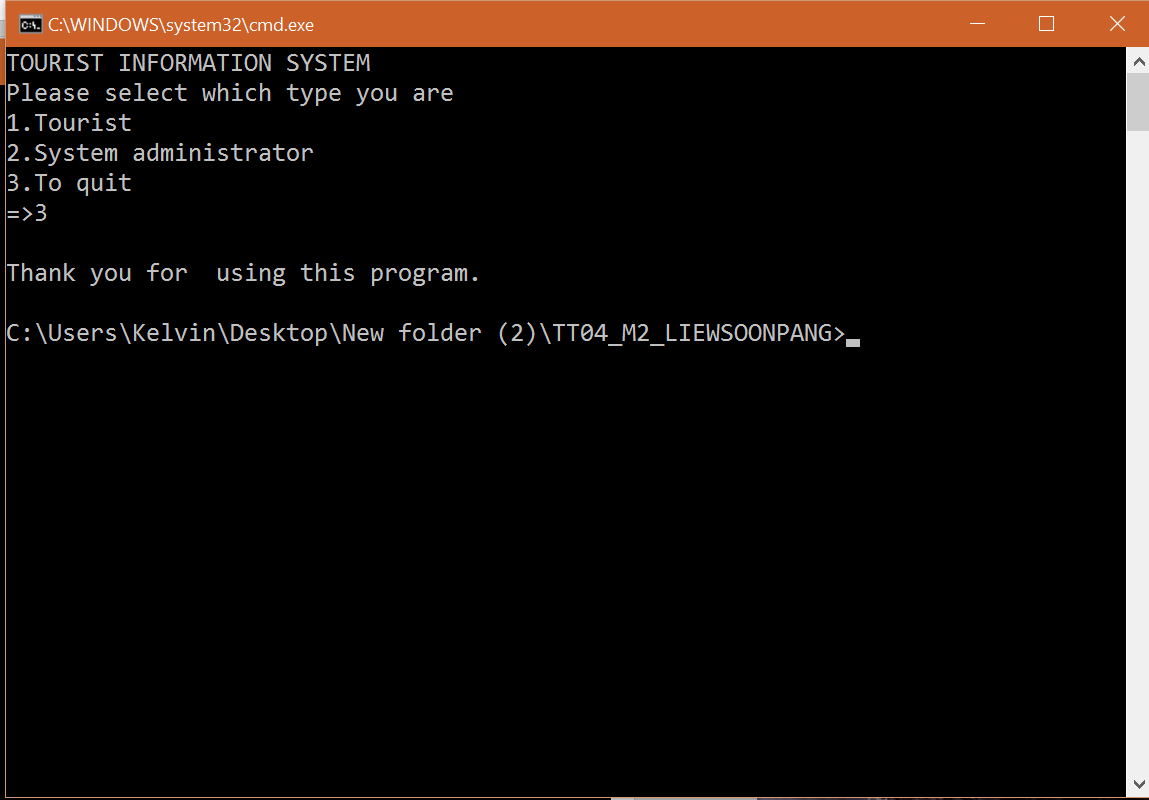 C:\WINDOWS\system32\cmd.exe
TOURIST INFORMATION SYSTEM
Please select which type you are
1.Tourist
2.System administrator
3.To quit
=>3
Thank you for  using this program.
C:\Users\Kelvin\Desktop\New folder (2)\TT04_M2_LIEWSOONPANG>